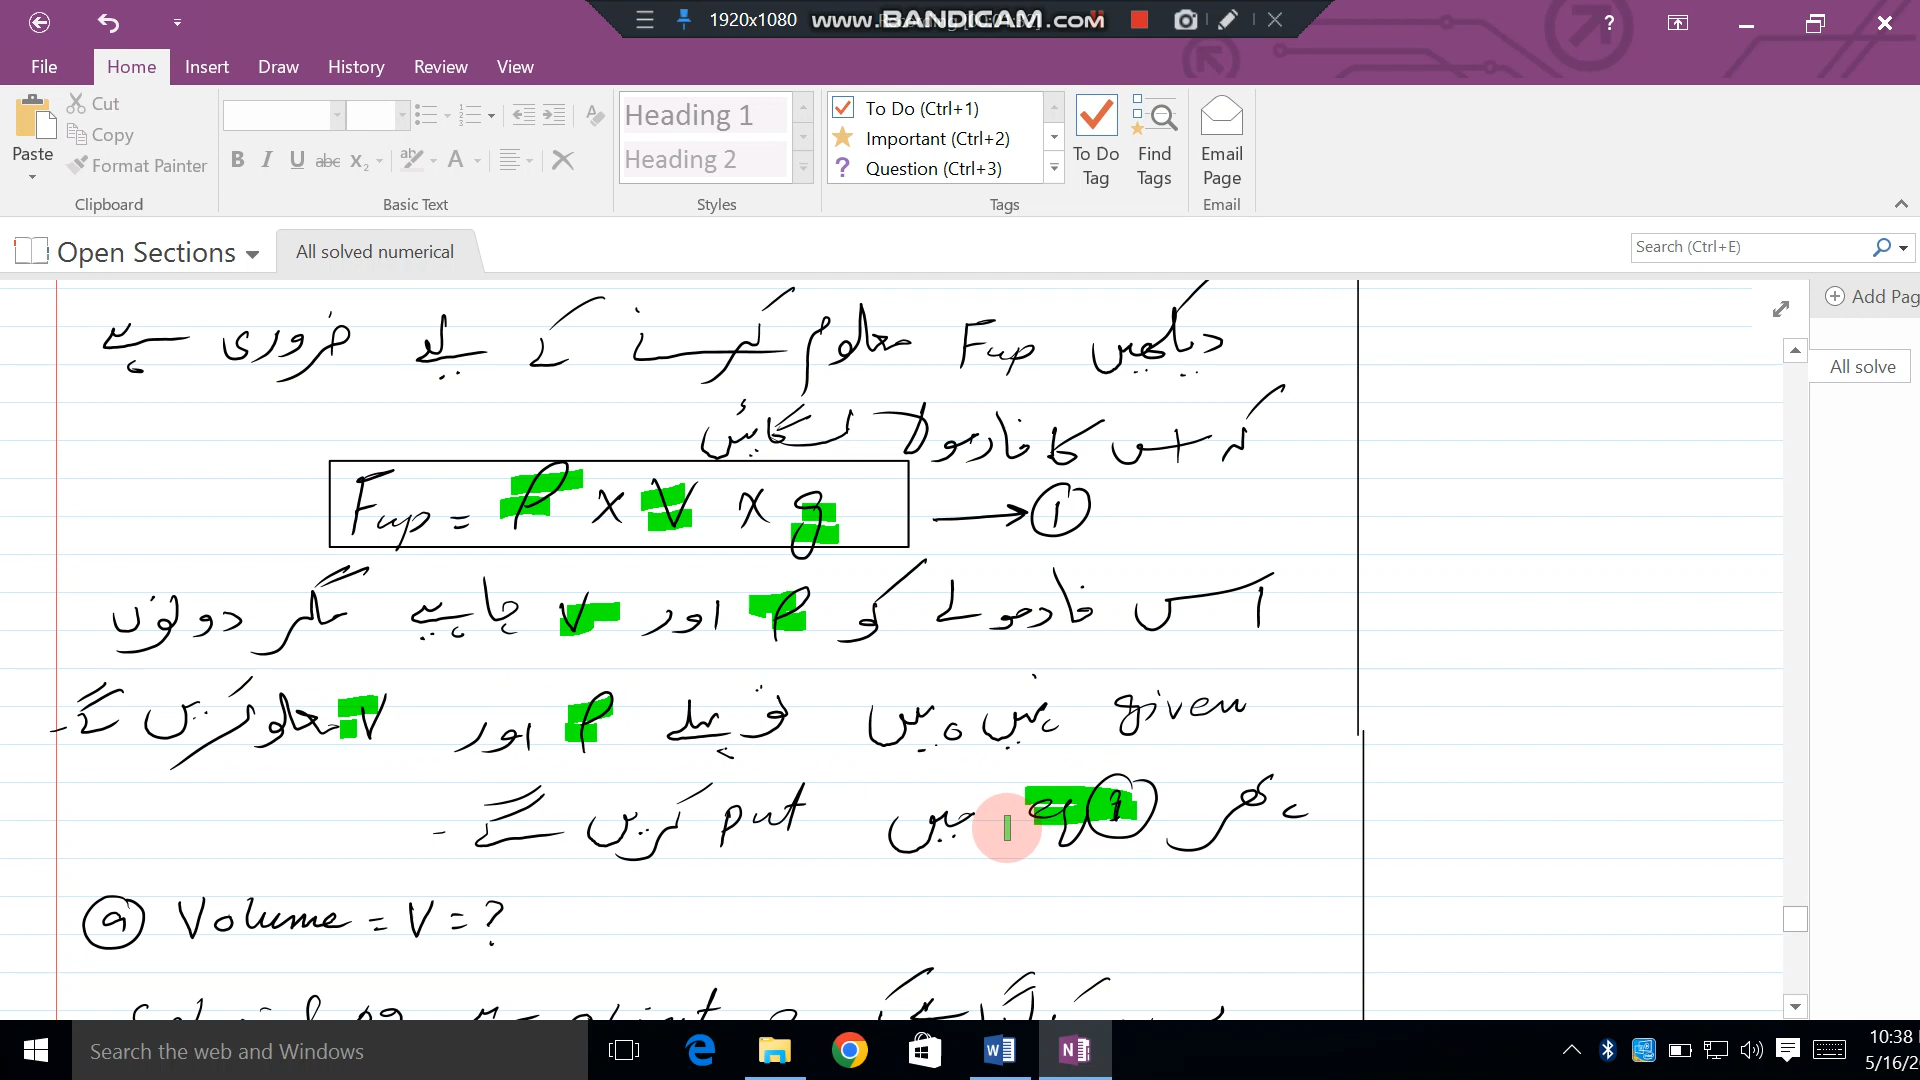 1920x1080 www.BANDICAM.com
File Home Insert Draw History Review View
Paste
Cut
Copy
Format Painter
Clipboard
B I U abc X₂ A
Basic Text
Heading 1
Heading 2
Styles
To Do (Ctrl+1)
Important (Ctrl+2)
Question (Ctrl+3)
Tags
To Do Tag
Find Tags
Email Page
Email
Open Sections
All solved numerical
Search (Ctrl+E)
Add Pag
All solve
دیکھیں Fup معلوم کرنے کے لیے ضروری ہے
کہ اس کا فارمولا لگائیں
Fup = ρ x V x g → ①
اس فارمولے کو ρ اور V چاہیے مگر دونوں
given نہیں ہیں تو پہلے ρ اور V معلوم کریں گے۔
پھر eq ① میں put کریں گے۔
ⓐ Volume = V = ?
Search the web and Windows
10:38
5/16/2